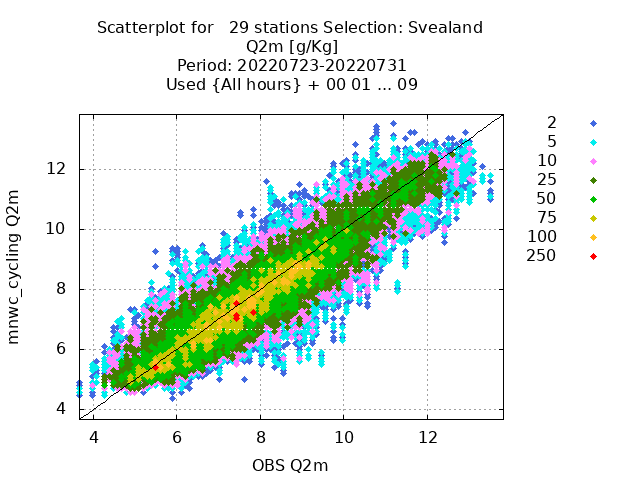 Scatterplot for   29 stations Selection: Svealand
Q2m [g/Kg]
Period: 20220723-20220731
Used {All hours} + 00 01 ... 09
2
5
10
25
50
75
100
250
12
10
8
6
4
mnwc_cycling Q2m
4 6 8 10 12
OBS Q2m